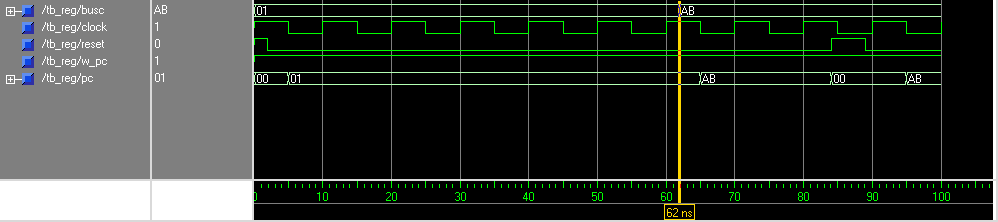 /tb_reg/busc AB 01 AB
/tb_reg/clock 1
/tb_reg/reset 0
/tb_reg/w_pc 1
/tb_reg/pc 01 00 01 AB 00 AB
0 10 20 30 40 50 60 70 80 90 100
62 ns